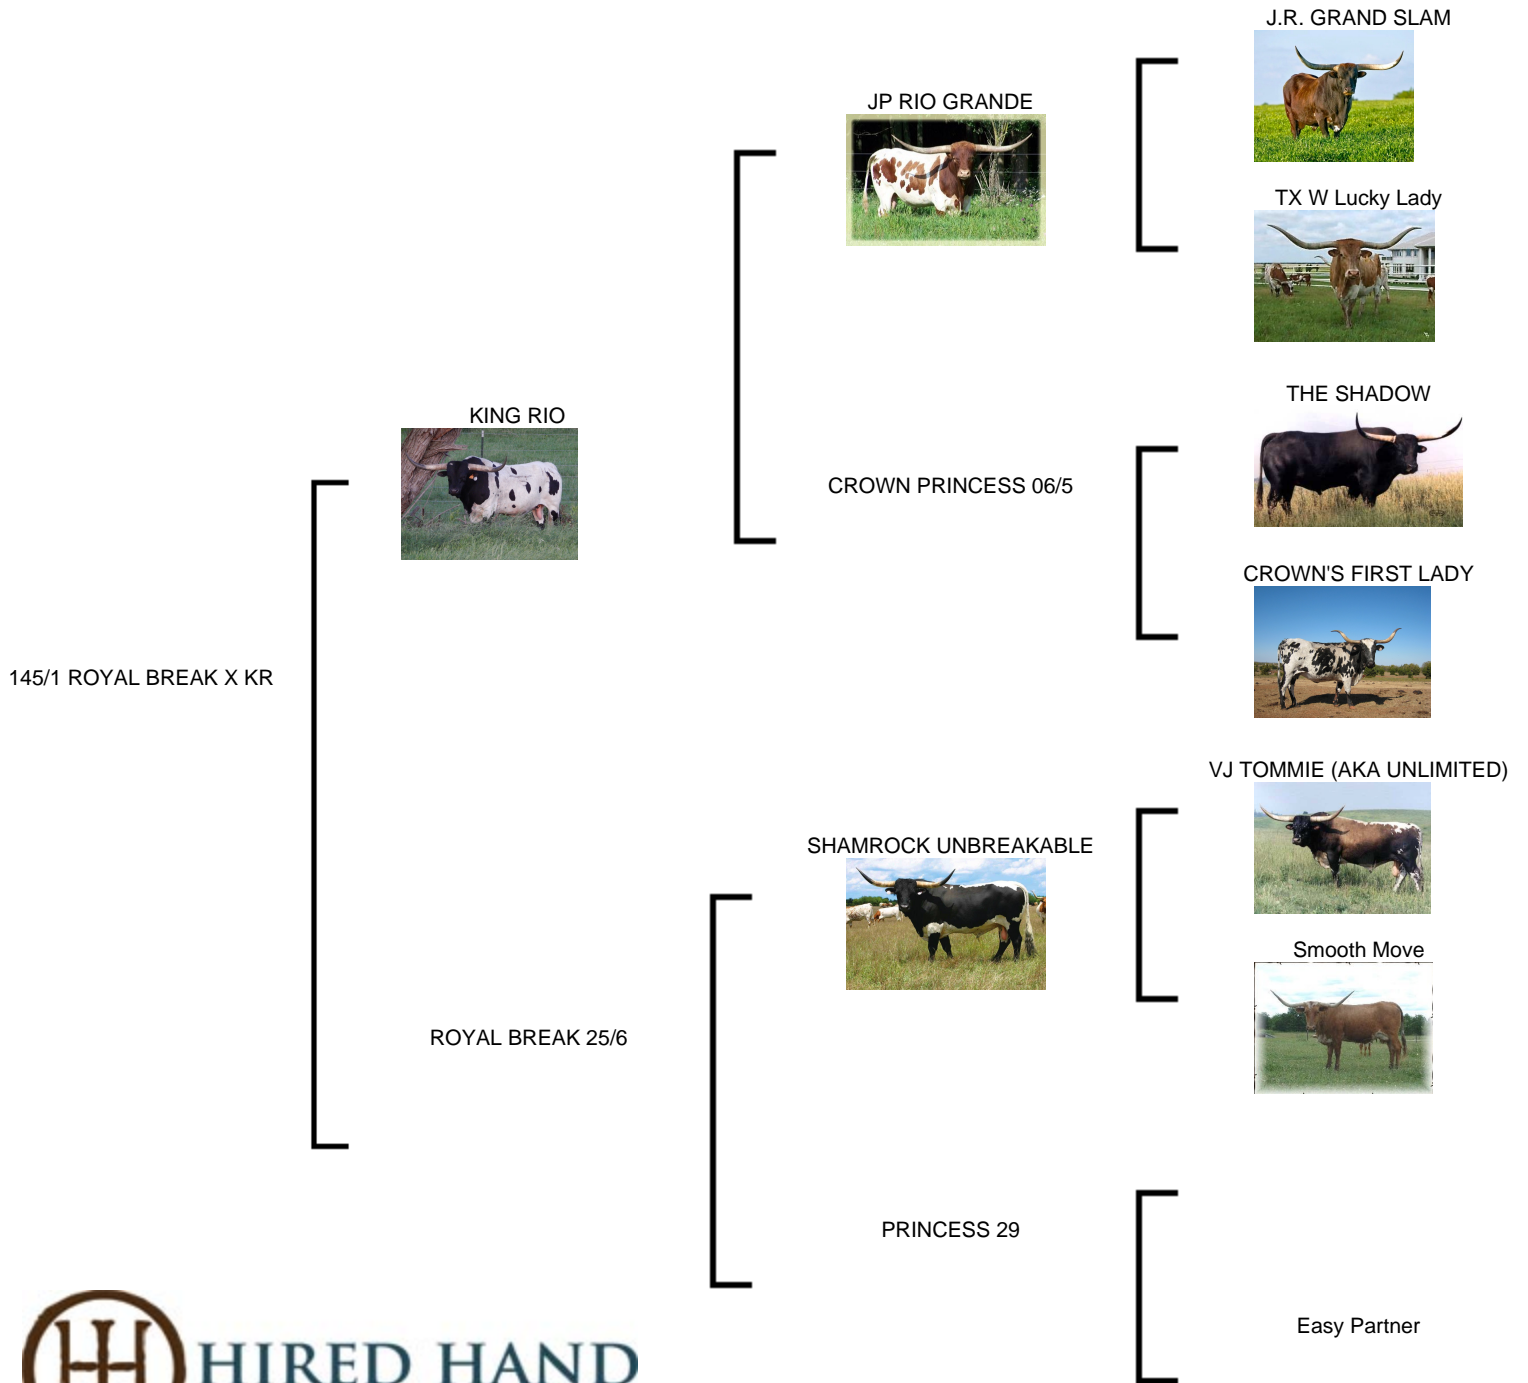 J.R. GRAND SLAM
JP RIO GRANDE
TX W Lucky Lady
THE SHADOW
KING RIO
CROWN PRINCESS 06/5
CROWN'S FIRST LADY
145/1 ROYAL BREAK X KR
VJ TOMMIE (AKA UNLIMITED)
SHAMROCK UNBREAKABLE
Smooth Move
ROYAL BREAK 25/6
PRINCESS 29
Easy Partner
HIRED HAND